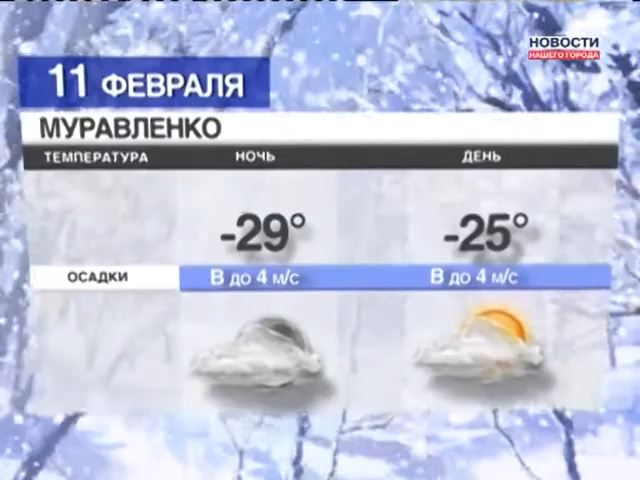 НОВОСТИ
НАШЕГО ГОРОДА
11 ФЕВРАЛЯ
МУРАВЛЕНКО
ТЕМПЕРАТУРА НОЧЬ ДЕНЬ
-29° -25°
ОСАДКИ В ДО 4 М/С В ДО 4 М/С